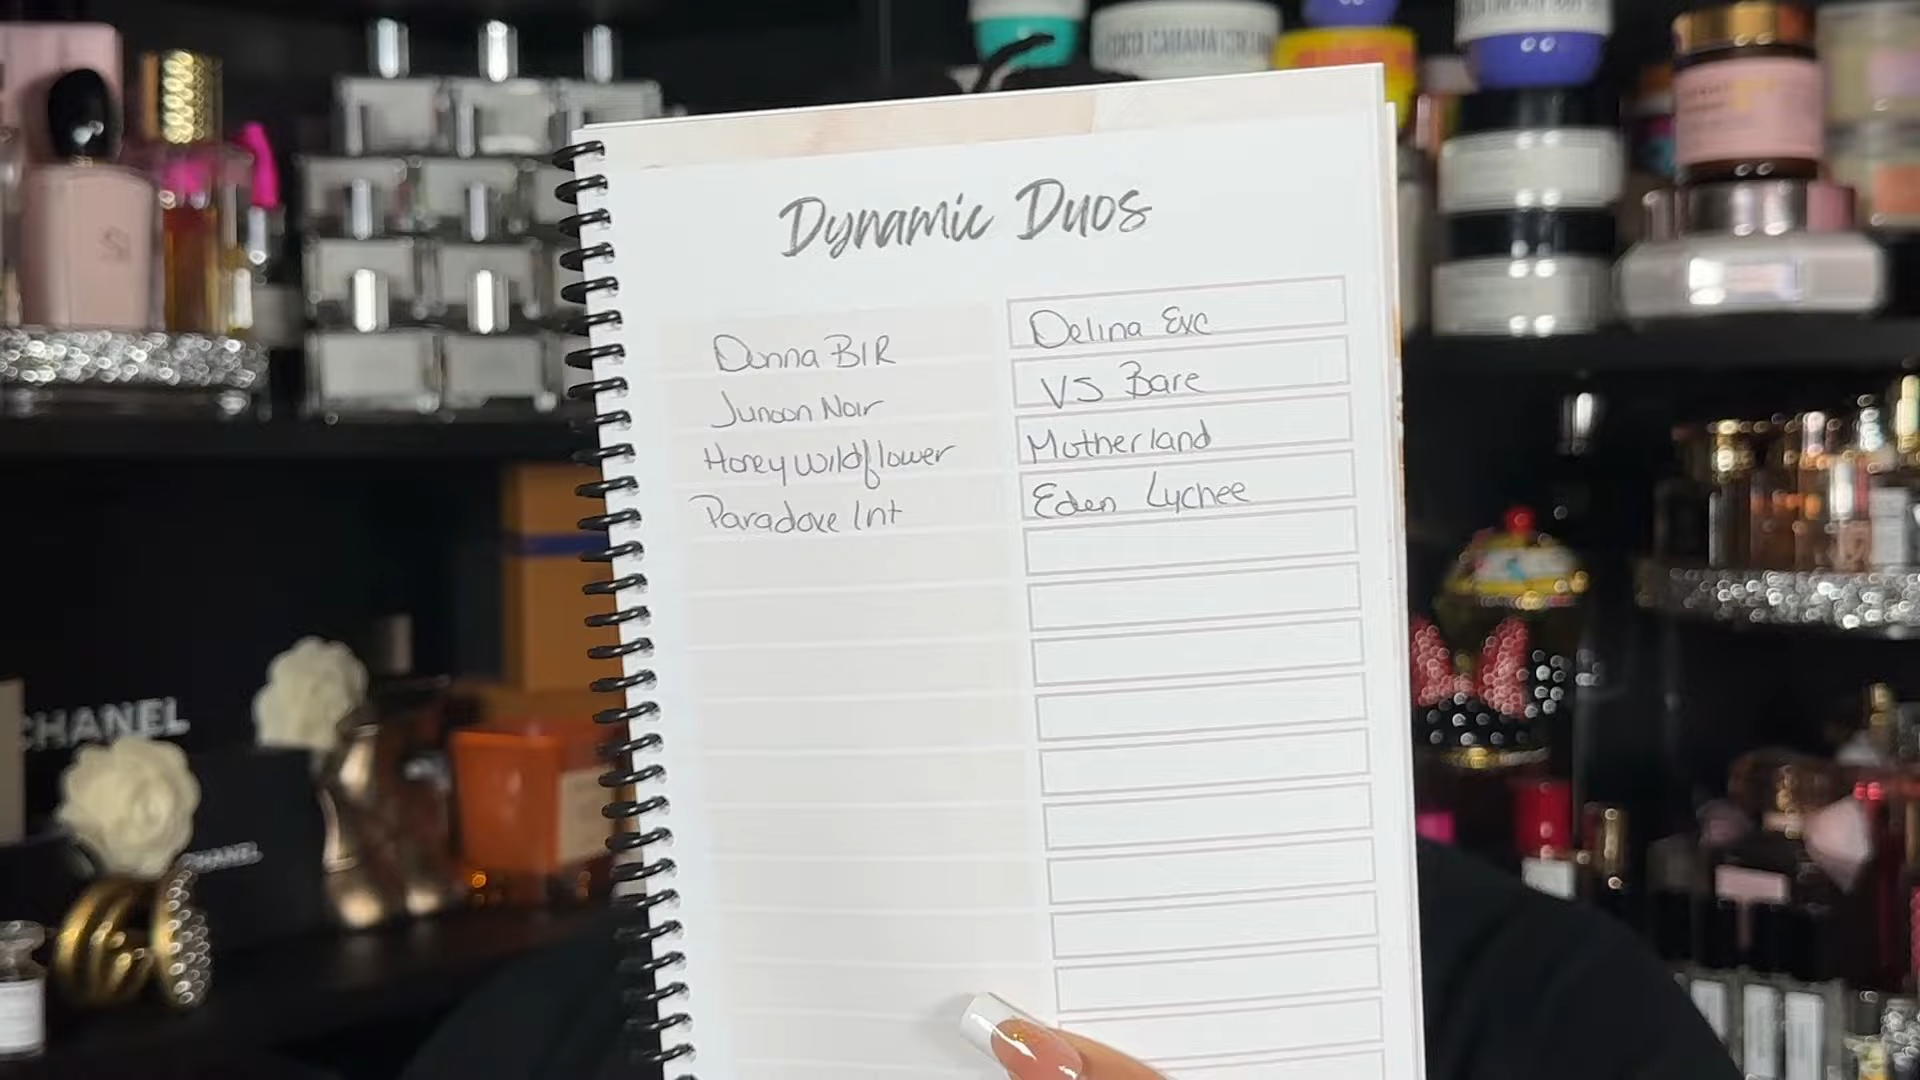 Dynamic Duos
Donna BIR Delina Exc
Junoon Noir VS Bare
Honey Wildflower Motherland
Paradoxe Int Eden Lychee
CHANEL
CHANEL
Sì